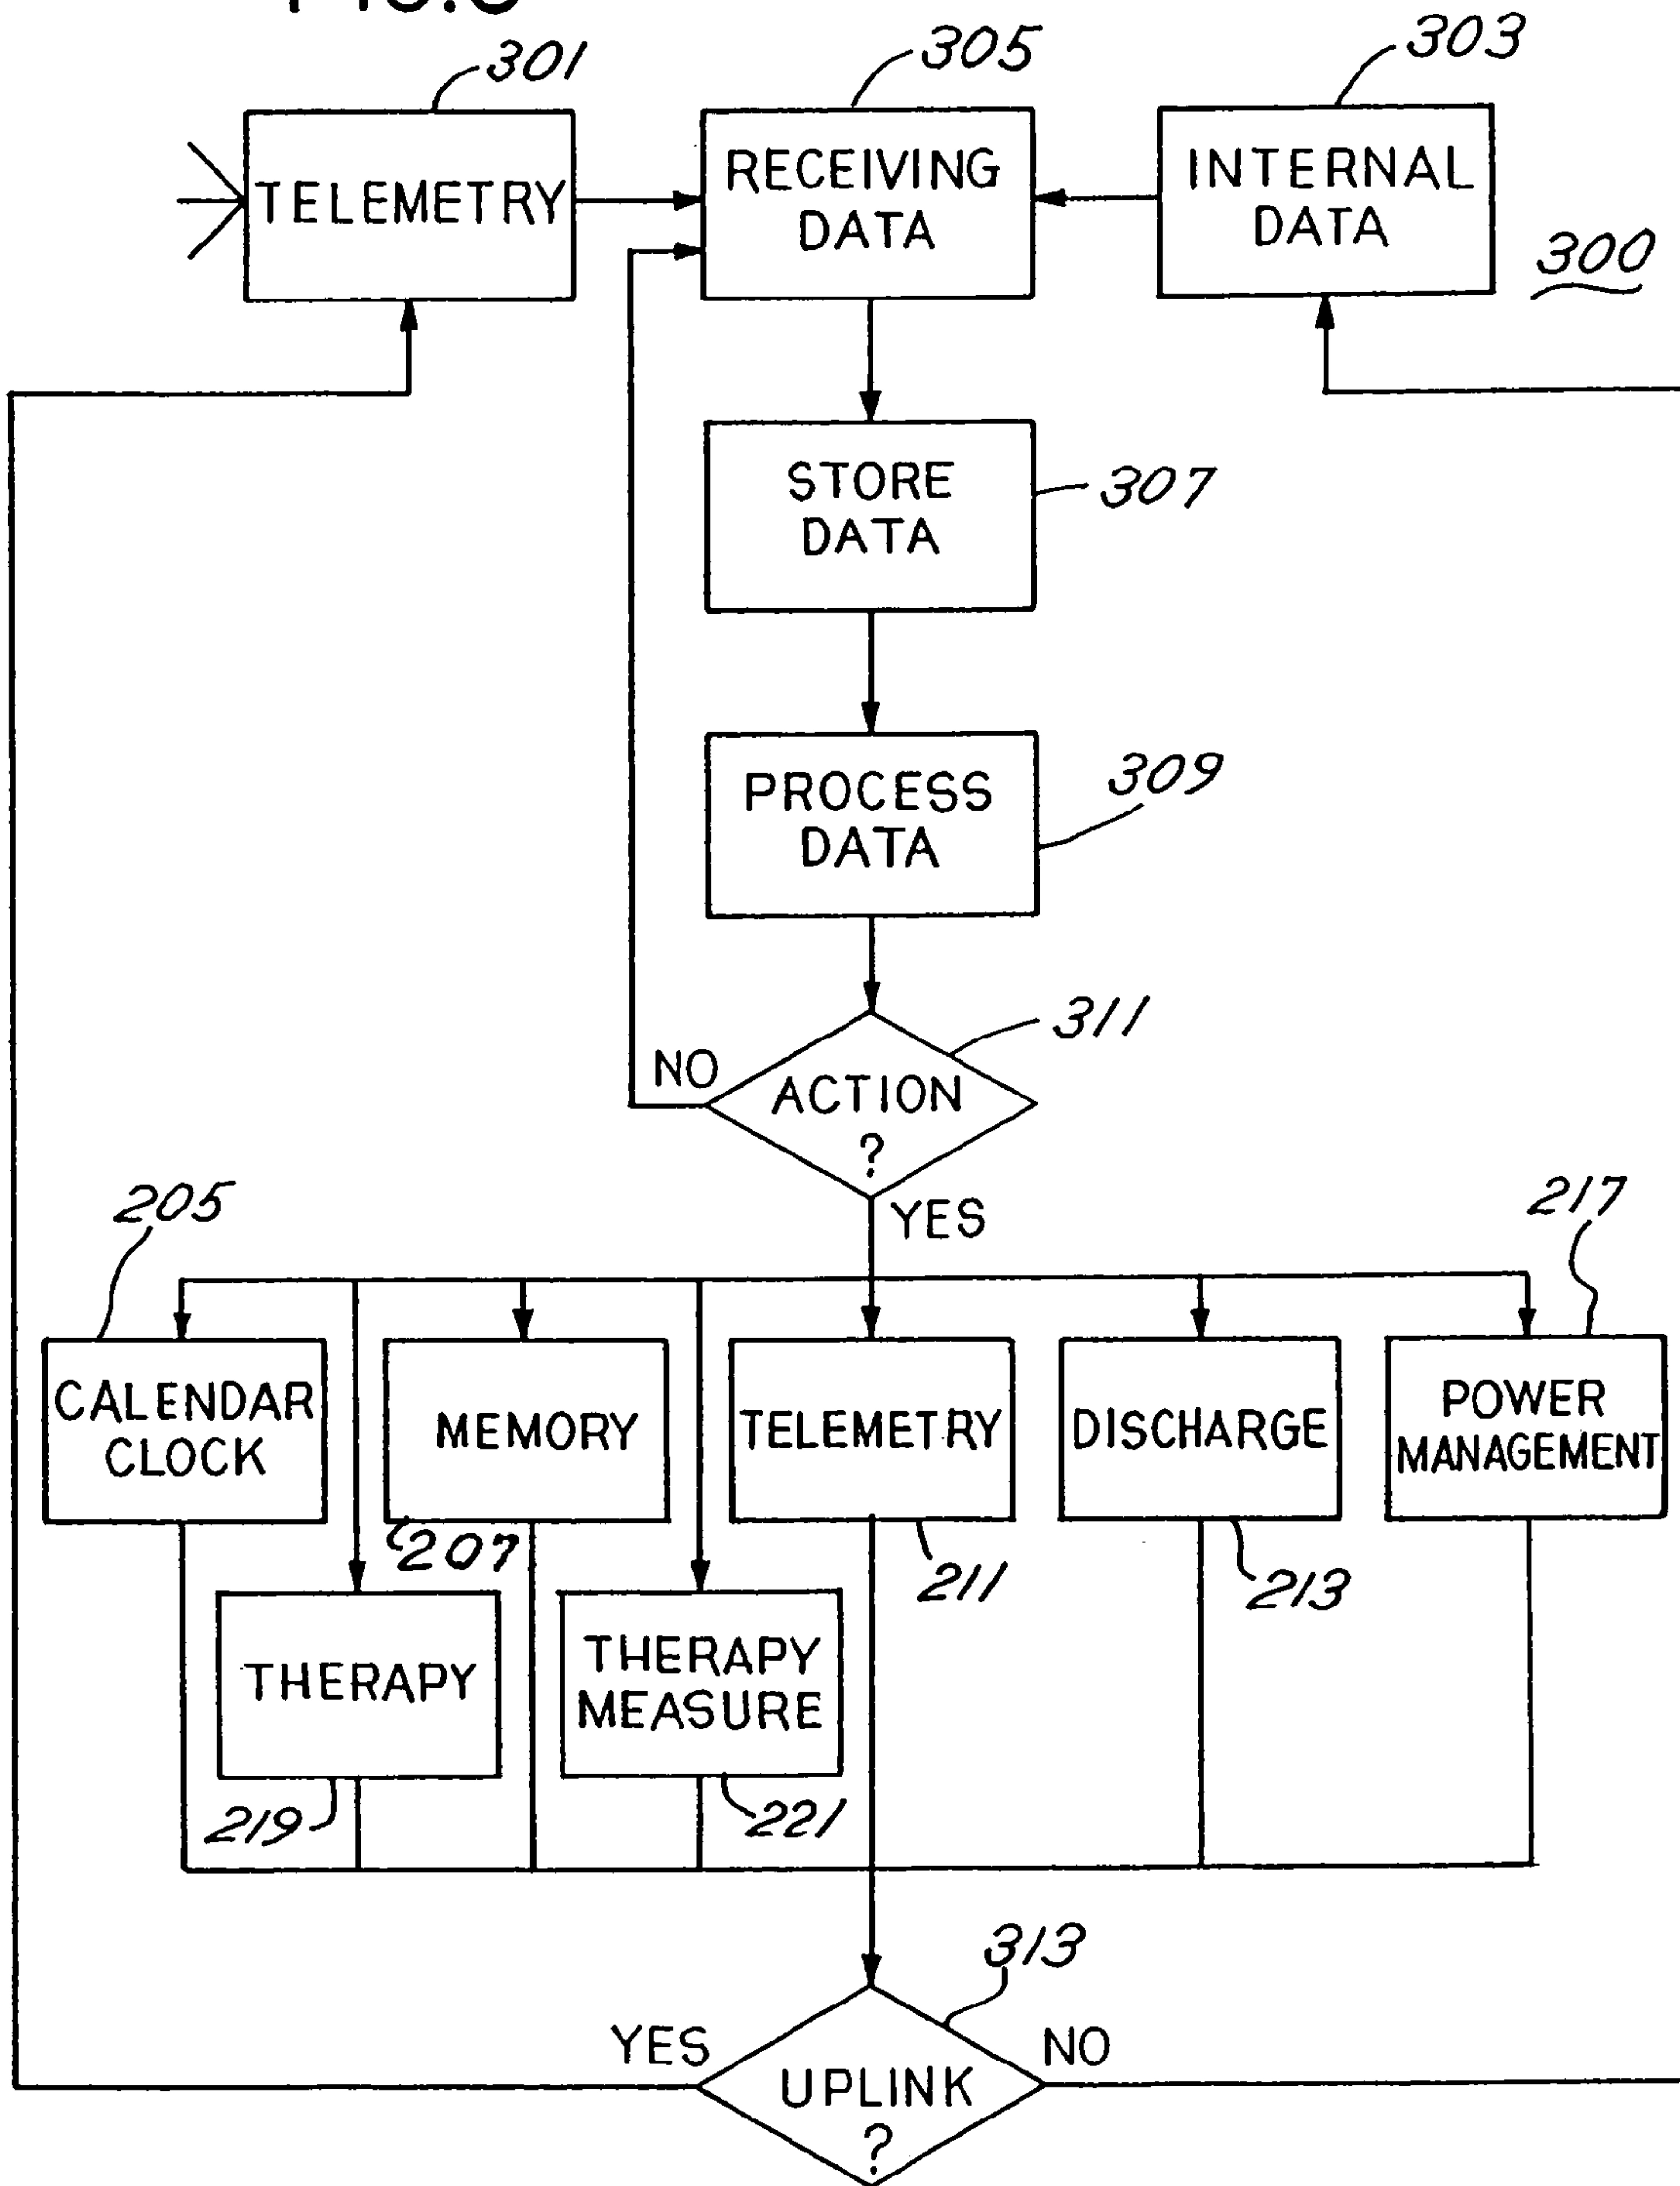 301
305
303
TELEMETRY
RECEIVING
DATA
INTERNAL
DATA
300
STORE
DATA
307
PROCESS
DATA
309
311
NO
ACTION
?
YES
205
217
CALENDAR
CLOCK
MEMORY
TELEMETRY
DISCHARGE
POWER
MANAGEMENT
207
211
213
THERAPY
THERAPY
MEASURE
219
221
313
YES
NO
UPLINK
?